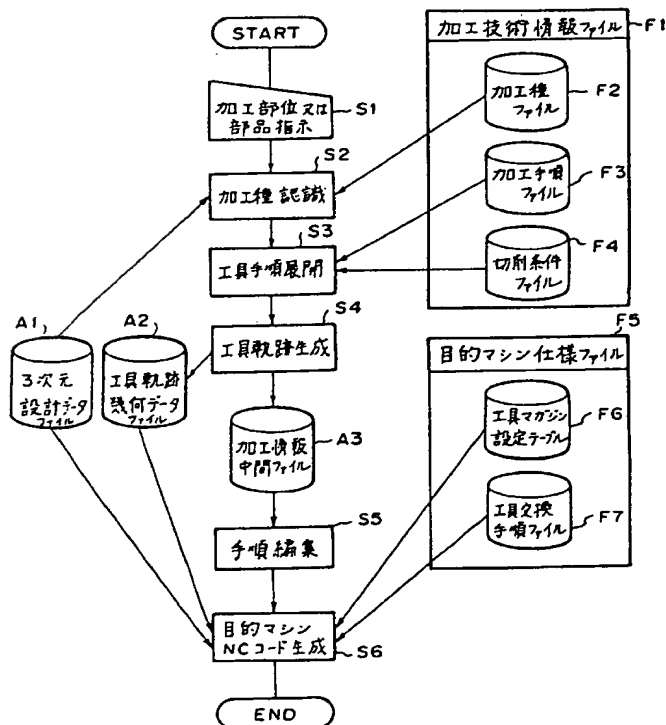 START
加工部位又は
部品指示
S1
S2
加工種認識
S3
工具手順展開
S4
工具軌跡生成
A1
3次元
設計データ
ファイル
A2
工具軌跡
幾何データ
ファイル
加工情報
中間ファイル
A3
S5
手順編集
目的マシン
NCコード生成
S6
END
加工技術情報ファイル
F1
加工種
ファイル
F2
加工手順
ファイル
F3
切削条件
ファイル
F4
F5
目的マシン仕様ファイル
工具マガジン
設定テーブル
F6
工具交換
手順ファイル
F7